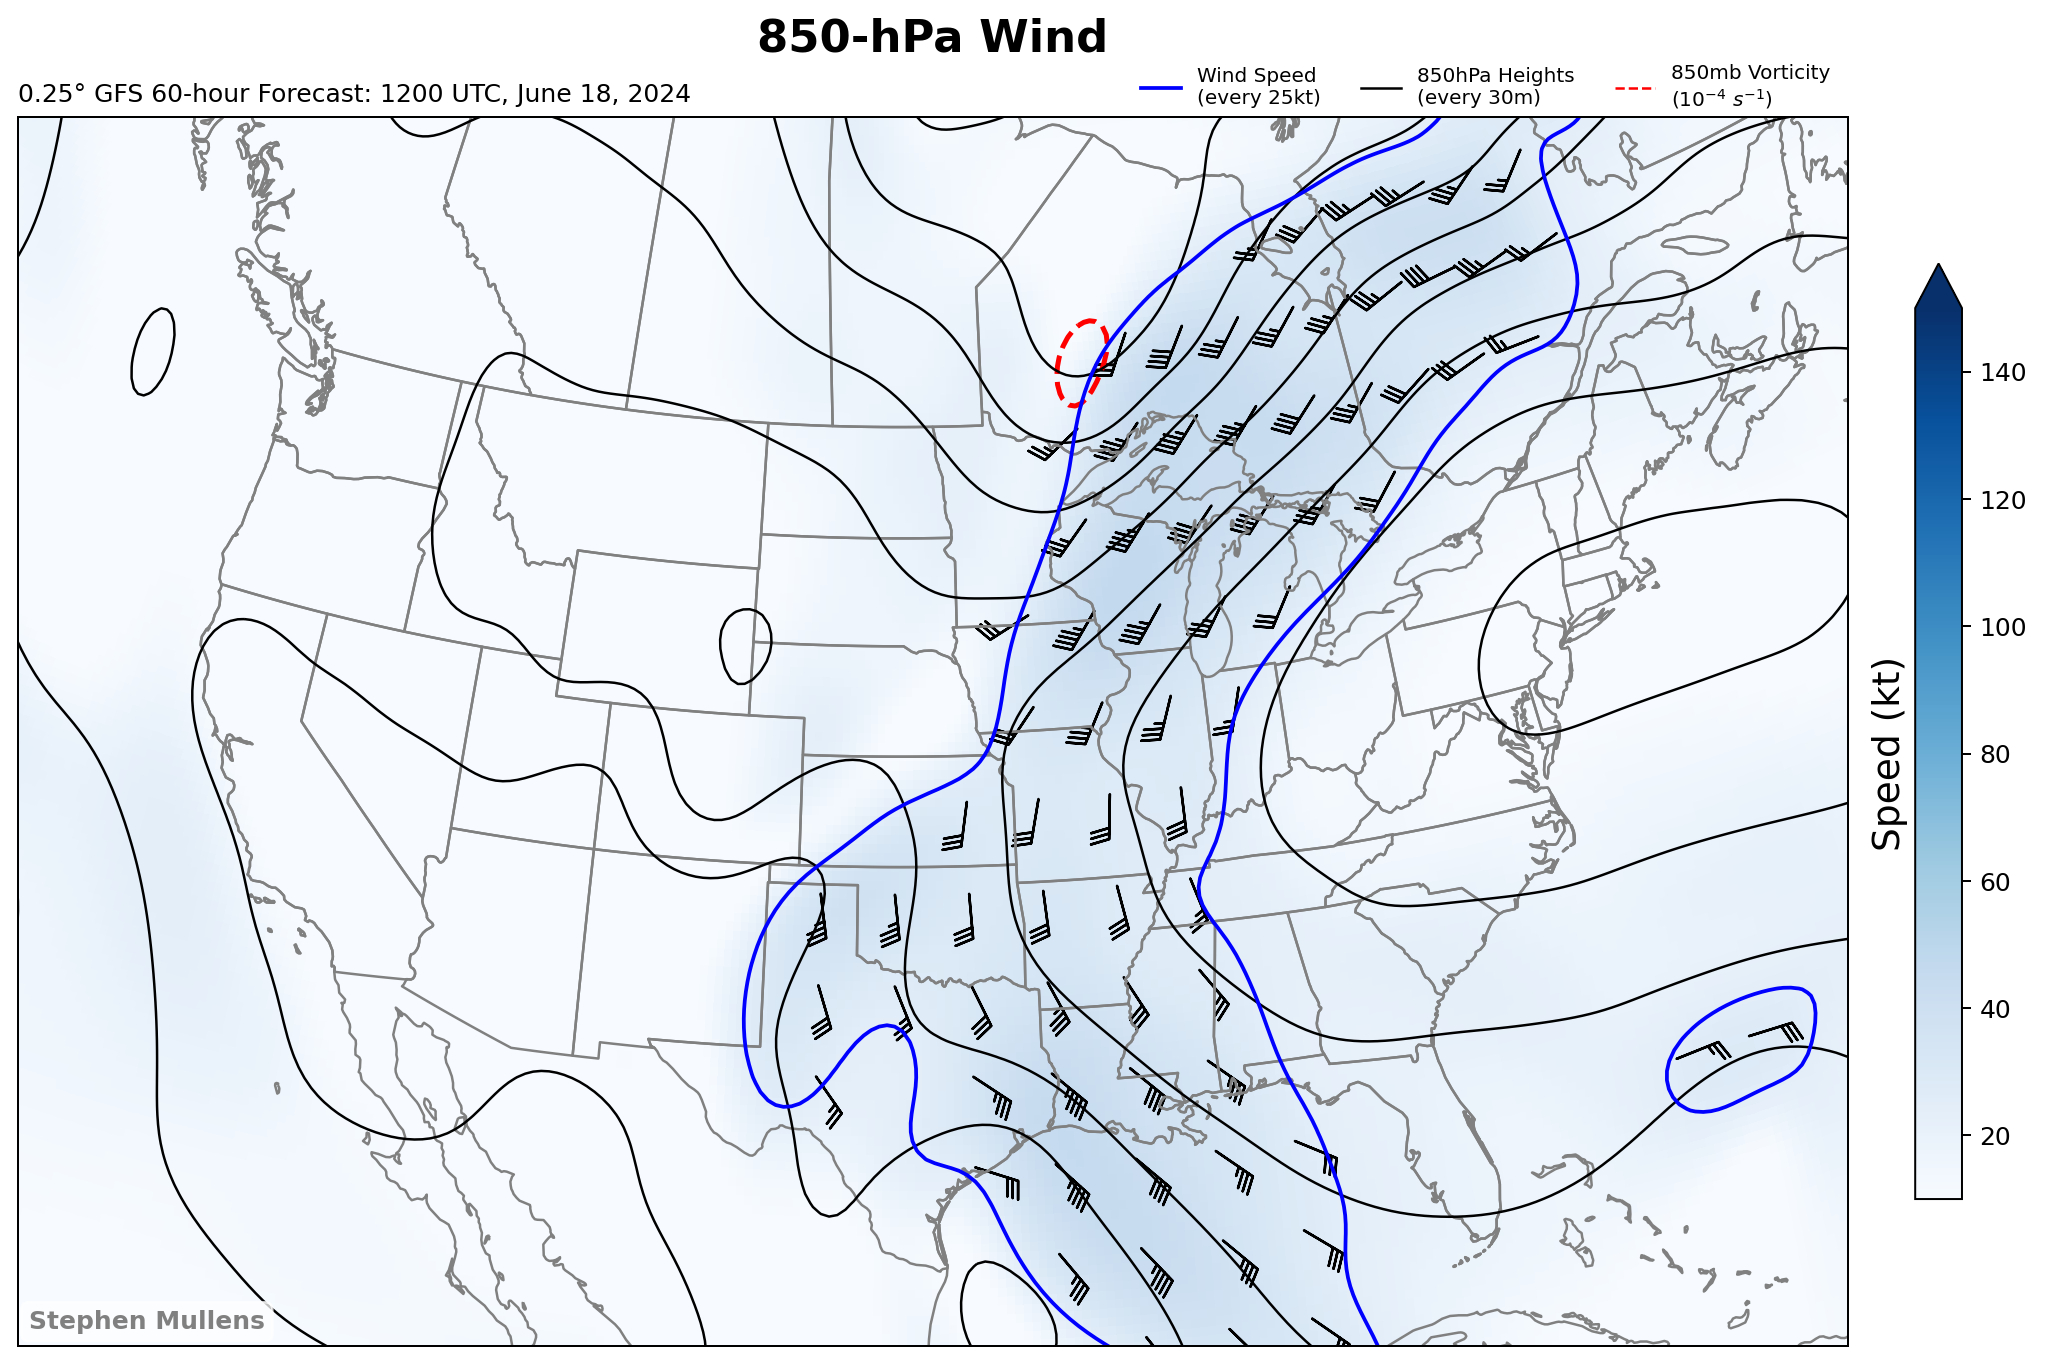 850-hPa Wind
0.25° GFS 60-hour Forecast: 1200 UTC, June 18, 2024
Wind Speed
(every 25kt)
850hPa Heights
(every 30m)
850mb Vorticity
(10⁻⁴ s⁻¹)
140
120
100
80
60
40
20
Speed (kt)
Stephen Mullens